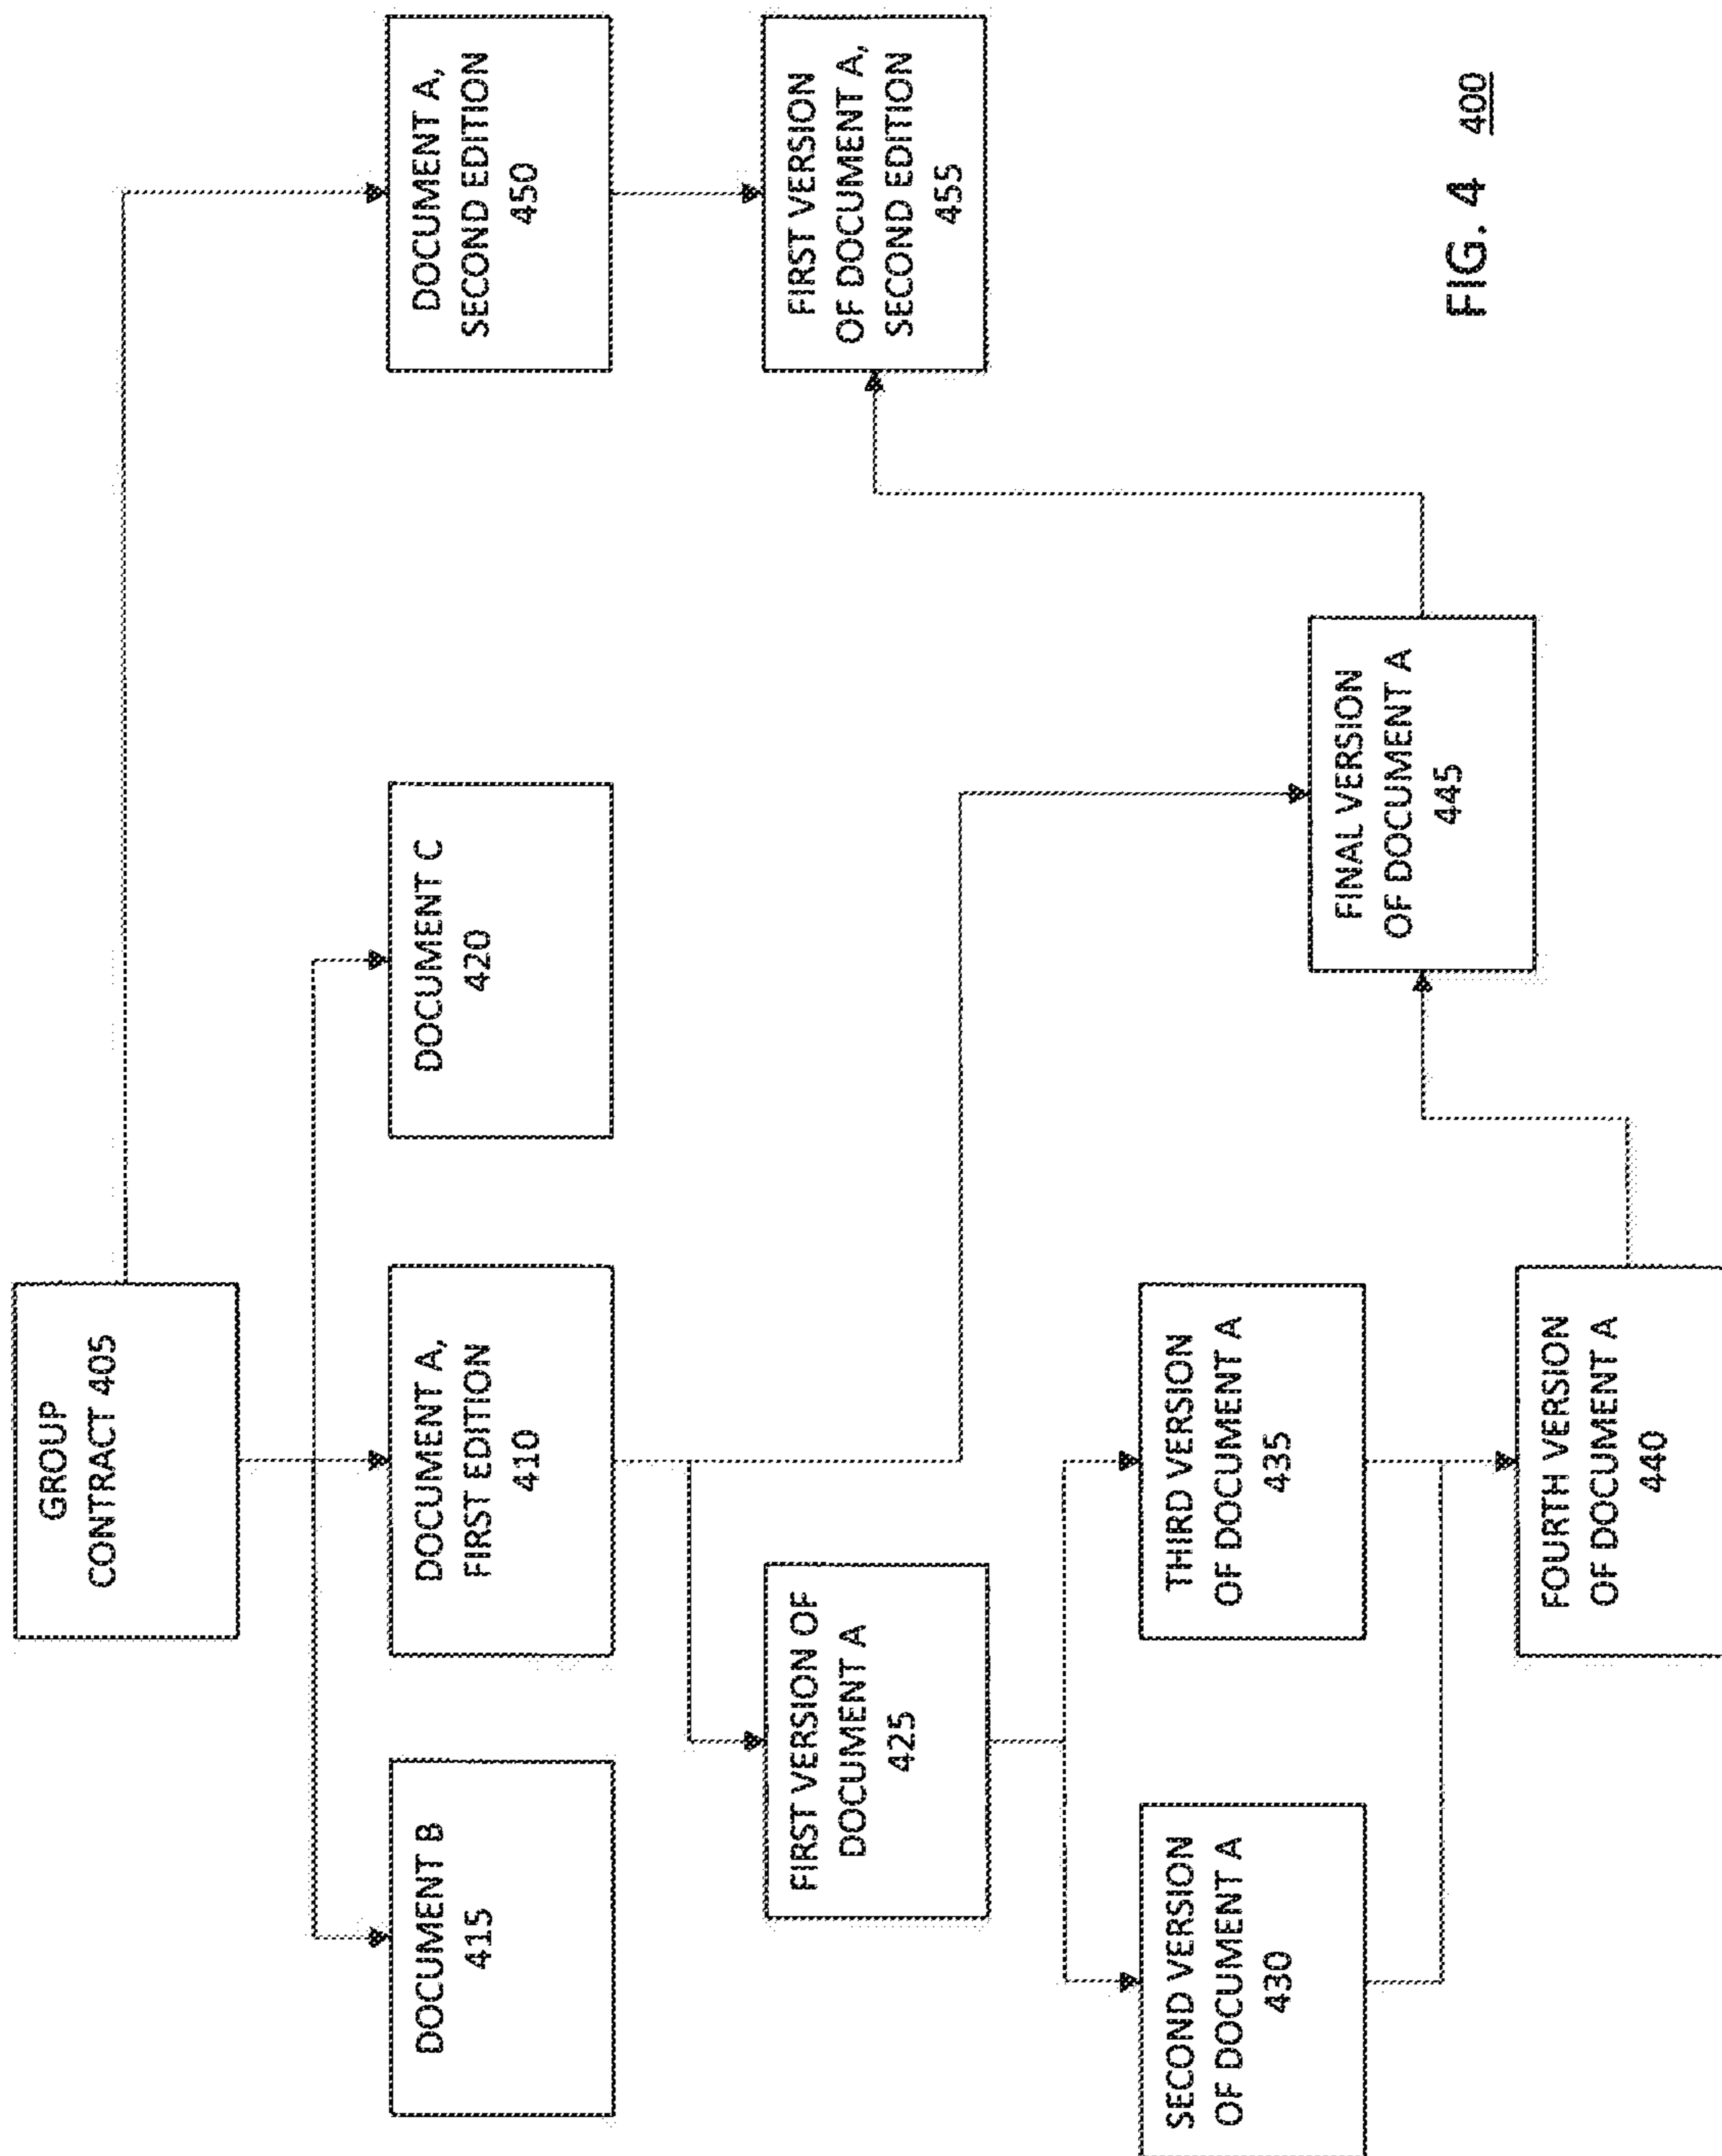 GROUP
CONTRACT 405
DOCUMENT B
415
DOCUMENT A,
FIRST EDITION
410
DOCUMENT C
420
DOCUMENT A,
SECOND EDITION
450
FIRST VERSION OF
DOCUMENT A
425
FIRST VERSION
OF DOCUMENT A,
SECOND EDITION
455
SECOND VERSION
OF DOCUMENT A
430
THIRD VERSION
OF DOCUMENT A
435
FINAL VERSION
OF DOCUMENT A
445
FOURTH VERSION
OF DOCUMENT A
440
FIG. 4 400